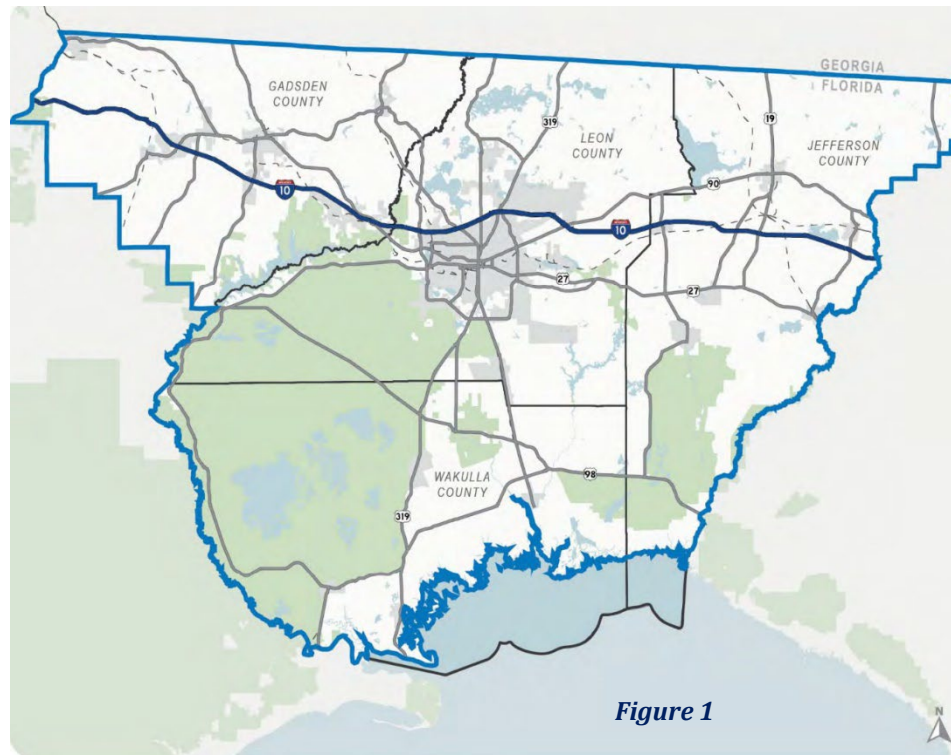 GEORGIA
FLORIDA
GADSDEN
COUNTY
319
LEON
COUNTY
19
JEFFERSON
COUNTY
90
10
10
27
27
WAKULLA
COUNTY
98
319
Figure 1
N